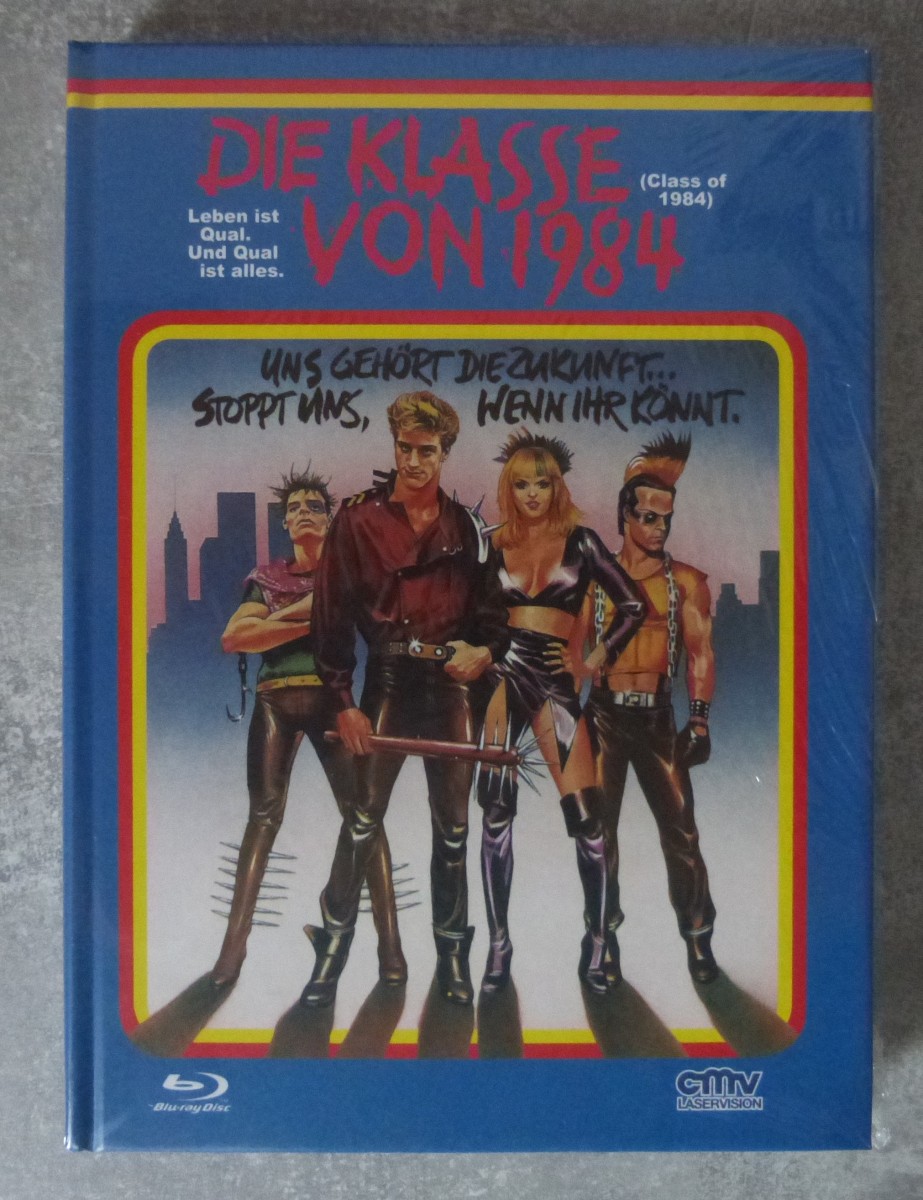 DIE KLASSE
VON 1984
(Class of
1984)
Leben ist
Qual.
Und Qual
ist alles.
UNS GEHÖRT DIE ZUKUNFT...
STOPPT UNS, WENN IHR KÖNNT.
Blu-ray Disc
cmv
LASERVISION